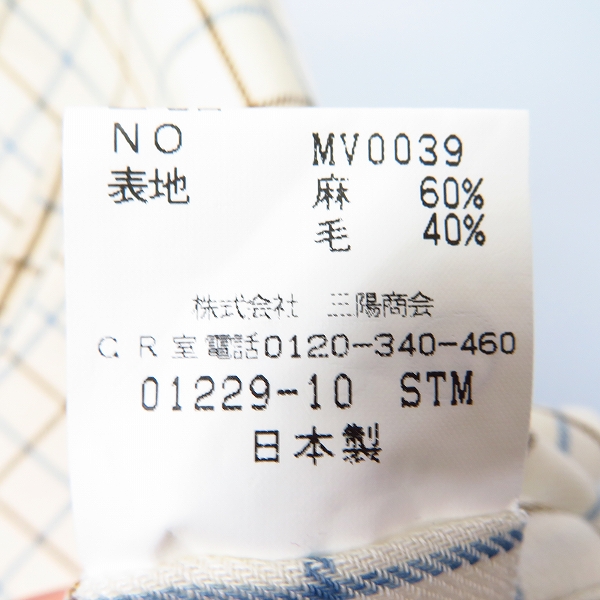 NO MV0039
表地 麻 60%
毛 40%
株式会社 三陽商会
CR室電話0120-340-460
01229-10 STM
日本製